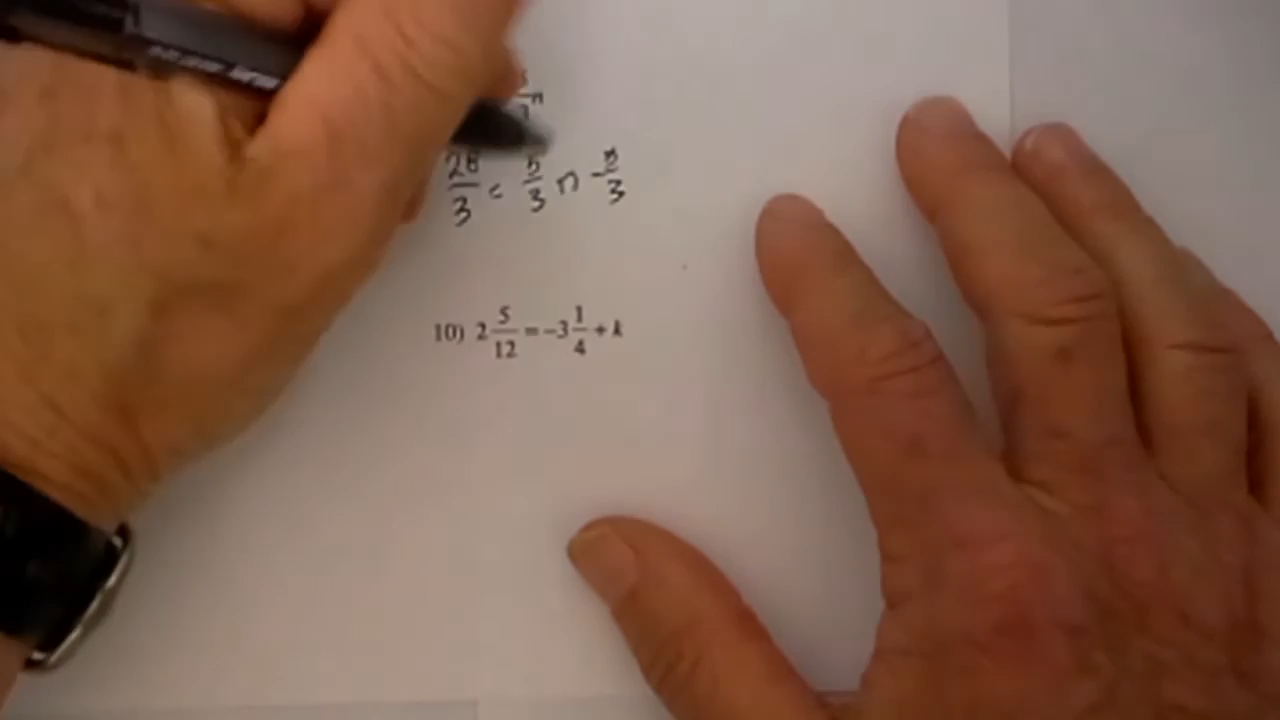 28/3 = 5/3 n - 5/3
10) 2 5/12 = -3 1/4 + k